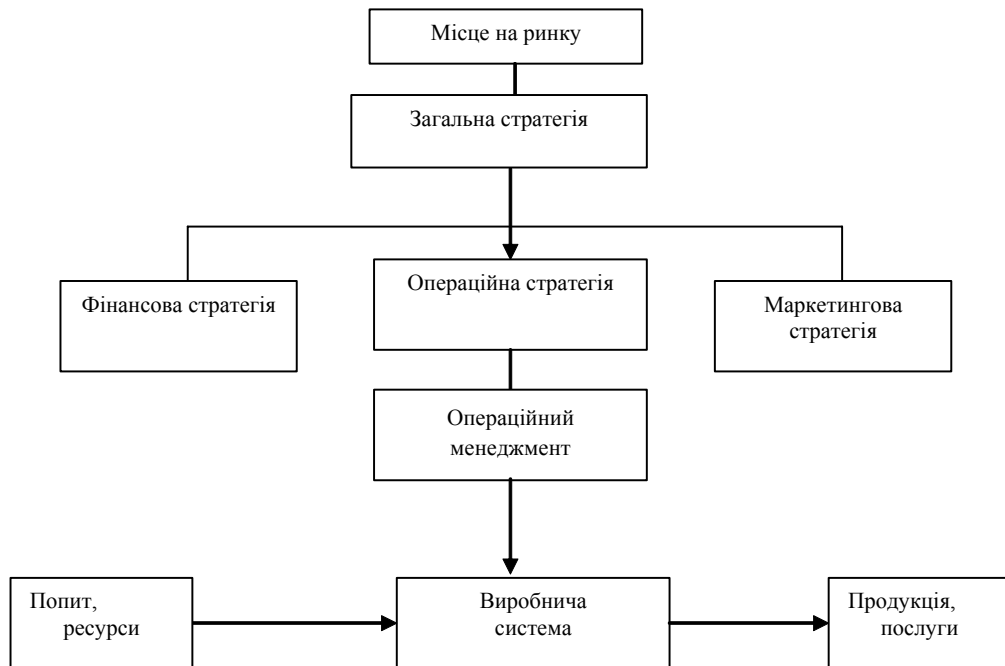 Місце на ринку
Загальна стратегія
Фінансова стратегія
Операційна стратегія
Маркетингова
стратегія
Операційний
менеджмент
Попит,
ресурси
Виробнича
система
Продукція,
послуги